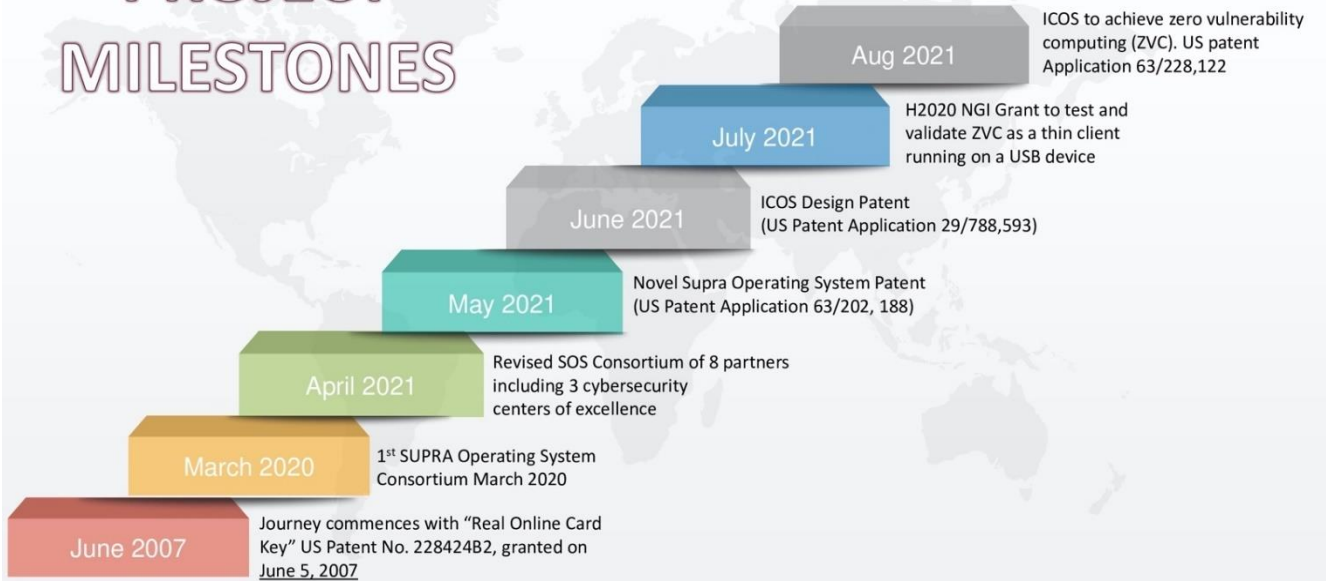 PROJECT
MILESTONES
Aug 2021
ICOS to achieve zero vulnerability
computing (ZVC). US patent
Application 63/228,122
July 2021
H2020 NGI Grant to test and
validate ZVC as a thin client
running on a USB device
June 2021
ICOS Design Patent
(US Patent Application 29/788,593)
May 2021
Novel Supra Operating System Patent
(US Patent Application 63/202, 188)
April 2021
Revised SOS Consortium of 8 partners
including 3 cybersecurity
centers of excellence
March 2020
1st SUPRA Operating System
Consortium March 2020
June 2007
Journey commences with “Real Online Card
Key” US Patent No. 228424B2, granted on
June 5, 2007